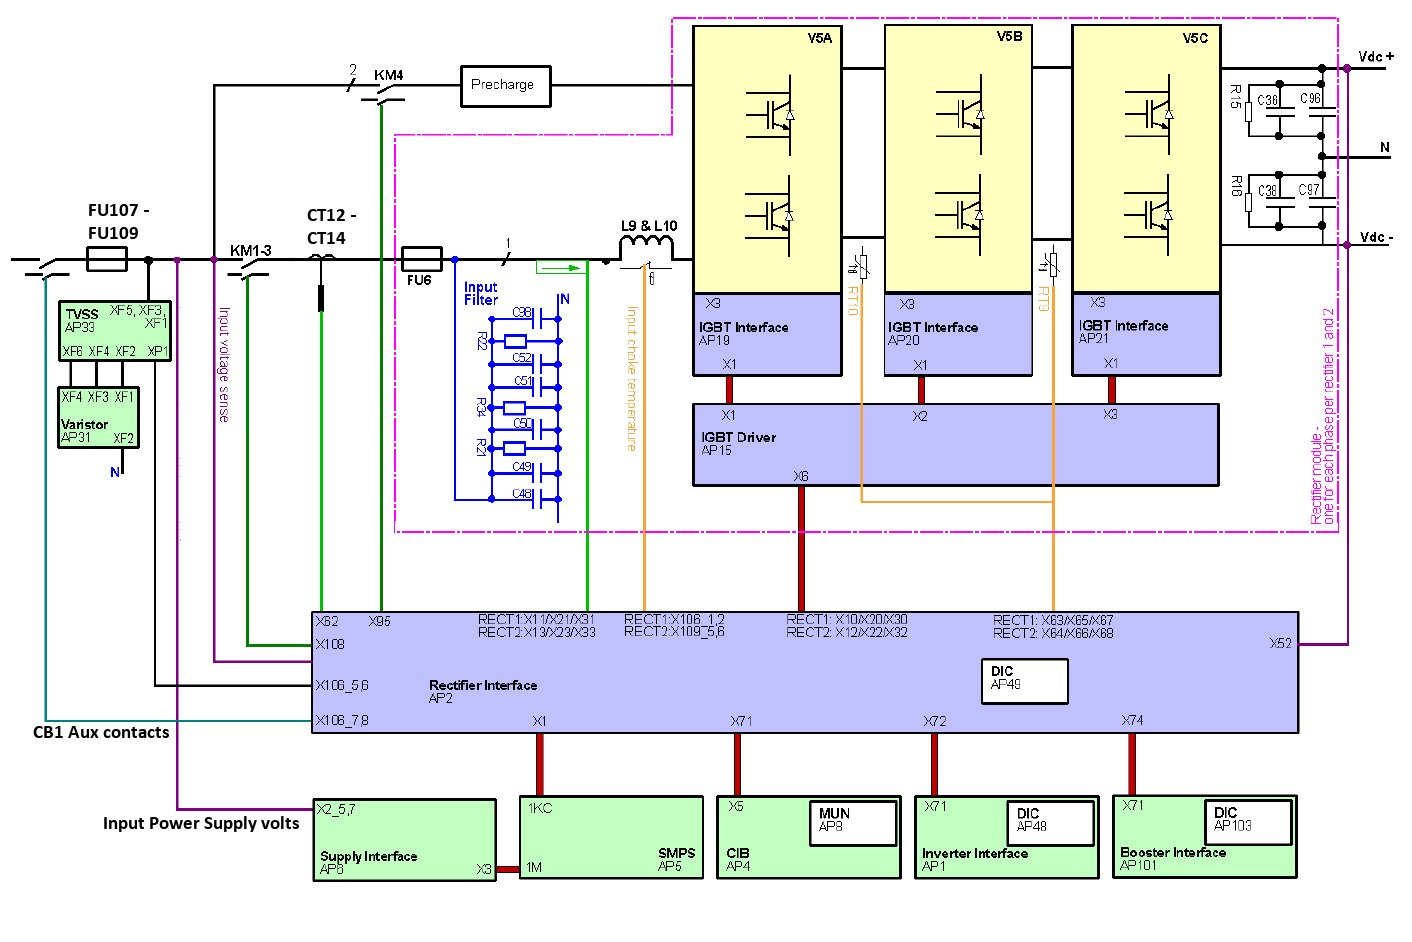 V5A
V5B
V5C
Vdc +
2
KM4
Precharge
R15
C36
C96
N
R16
C38
C97
Vdc -
FU107 -
FU109
CT12 -
CT14
KM1-3
FU6
1
L9 & L10
Input
Filter
N
C98
R22
C52
C51
R34
C50
R21
C49
C48
Input voltage sense
Input choke temperature
RT10
RT9
TVSS
AP33
XF5, XF3,
XF1
XF6 XF4 XF2 XP1
XF4 XF3 XF1
Varistor
AP31
XF2
N
X3
IGBT Interface
AP19
X1
X3
IGBT Interface
AP20
X1
X3
IGBT Interface
AP21
X1
X1
X2
X3
IGBT Driver
AP15
X6
Rectifier module -
one for each phase per rectifier 1 and 2
X62
X95
RECT1:X11/X21/X31
RECT2:X13/X23/X33
RECT1:X106_1,2
RECT2:X109_5,6
RECT1: X10/X20/X30
RECT2: X12/X22/X32
RECT1: X63/X65/X67
RECT2: X64/X66/X68
X108
X52
X106_5,6
Rectifier Interface
AP2
DIC
AP49
X106_7,8
X1
X71
X72
X74
CB1 Aux contacts
Input Power Supply volts
X2_5,7
Supply Interface
AP6
X3
1KC
1M
SMPS
AP5
X5
MUN
AP8
CIB
AP4
X71
DIC
AP48
Inverter Interface
AP1
X71
DIC
AP103
Booster Interface
AP101